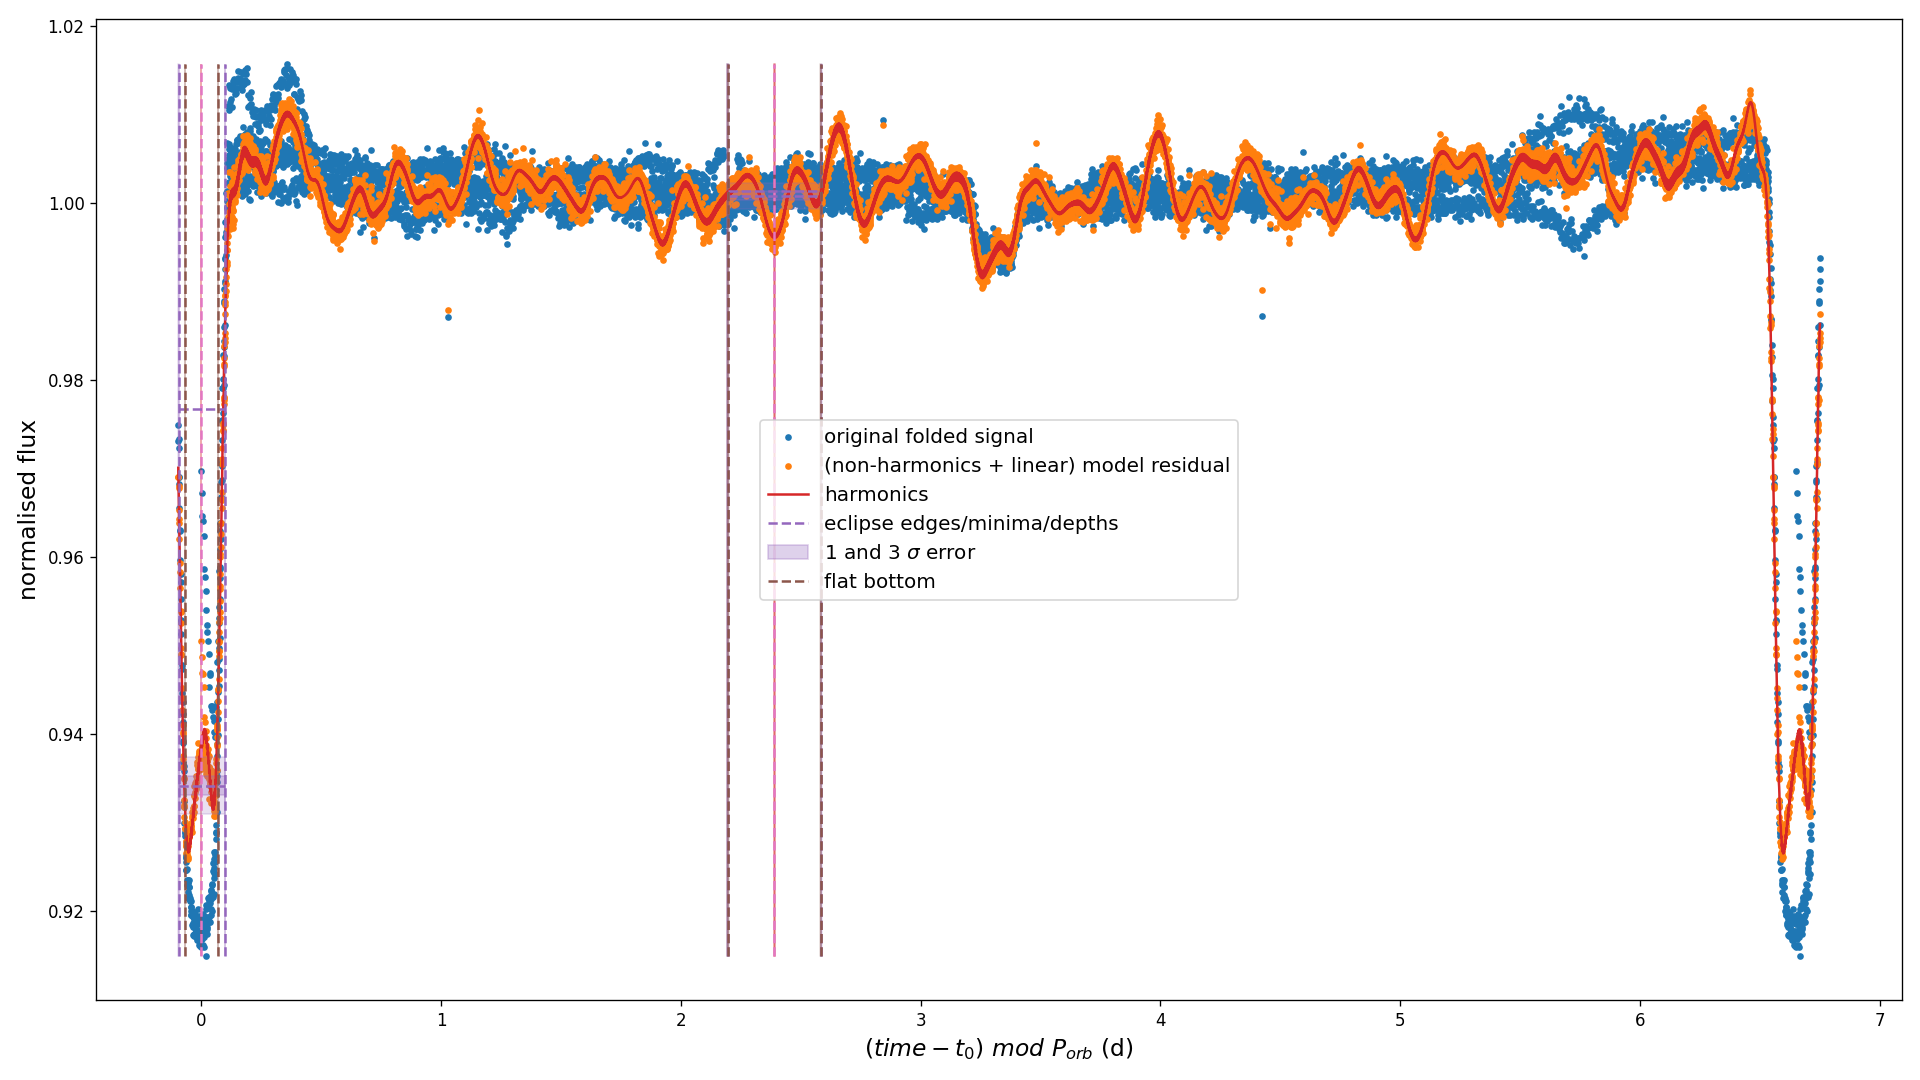 1.02
1.00
0.98
0.96
0.94
0.92
normalised flux
original folded signal
(non-harmonics + linear) model residual
harmonics
eclipse edges/minima/depths
1 and 3 σ error
flat bottom
0 1 2 3 4 5 6 7
(time − t₀) mod Pₒᵣb (d)